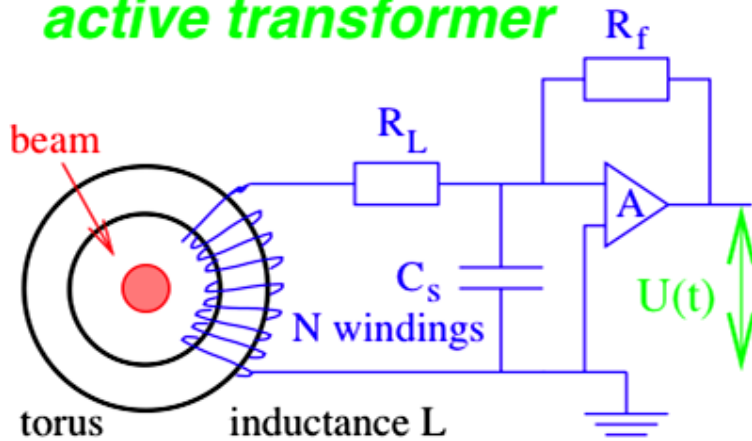 active transformer
R_f
beam
R_L
A
C_s
U(t)
N windings
torus
inductance L